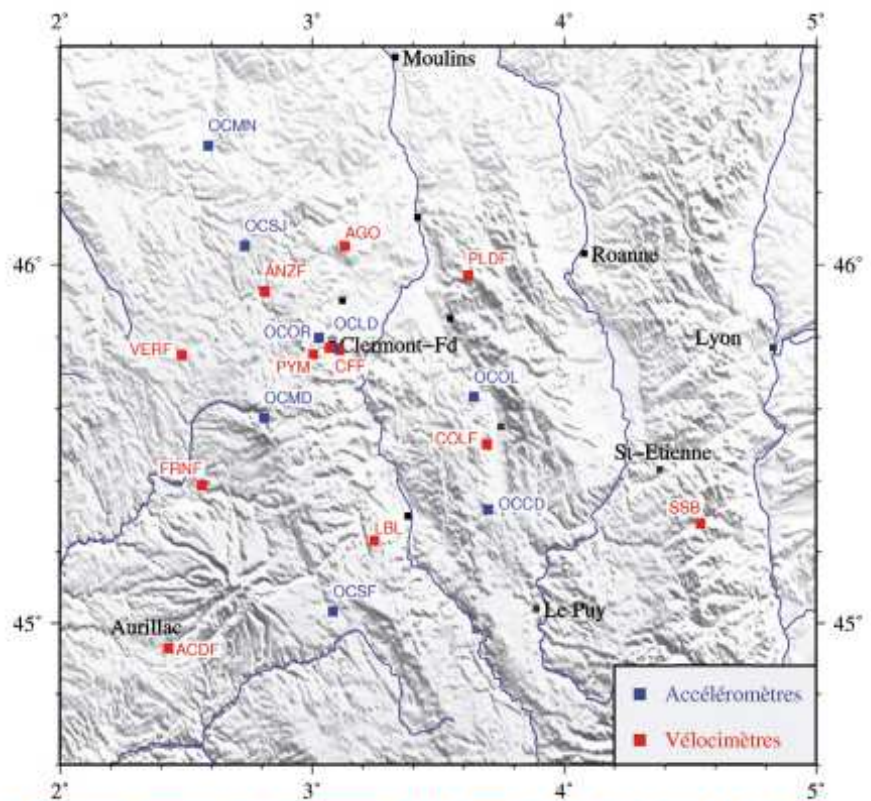 2° 3° 4° 5°
Moulins
OCMN
OCSJ
AGO
46° PLDF Roanne 46°
ANZF
OCOR OCLD
Lyon
Clermont-Fd
VERF
PYM CFF
OCMD OCOL
COLF
St-Etienne
FRNF
OCCD SSB
LBL
OCSF
45° Le Puy 45°
Aurillac
ACDF
Accéléromètres
Vélocimètres
2° 3° 4° 5°